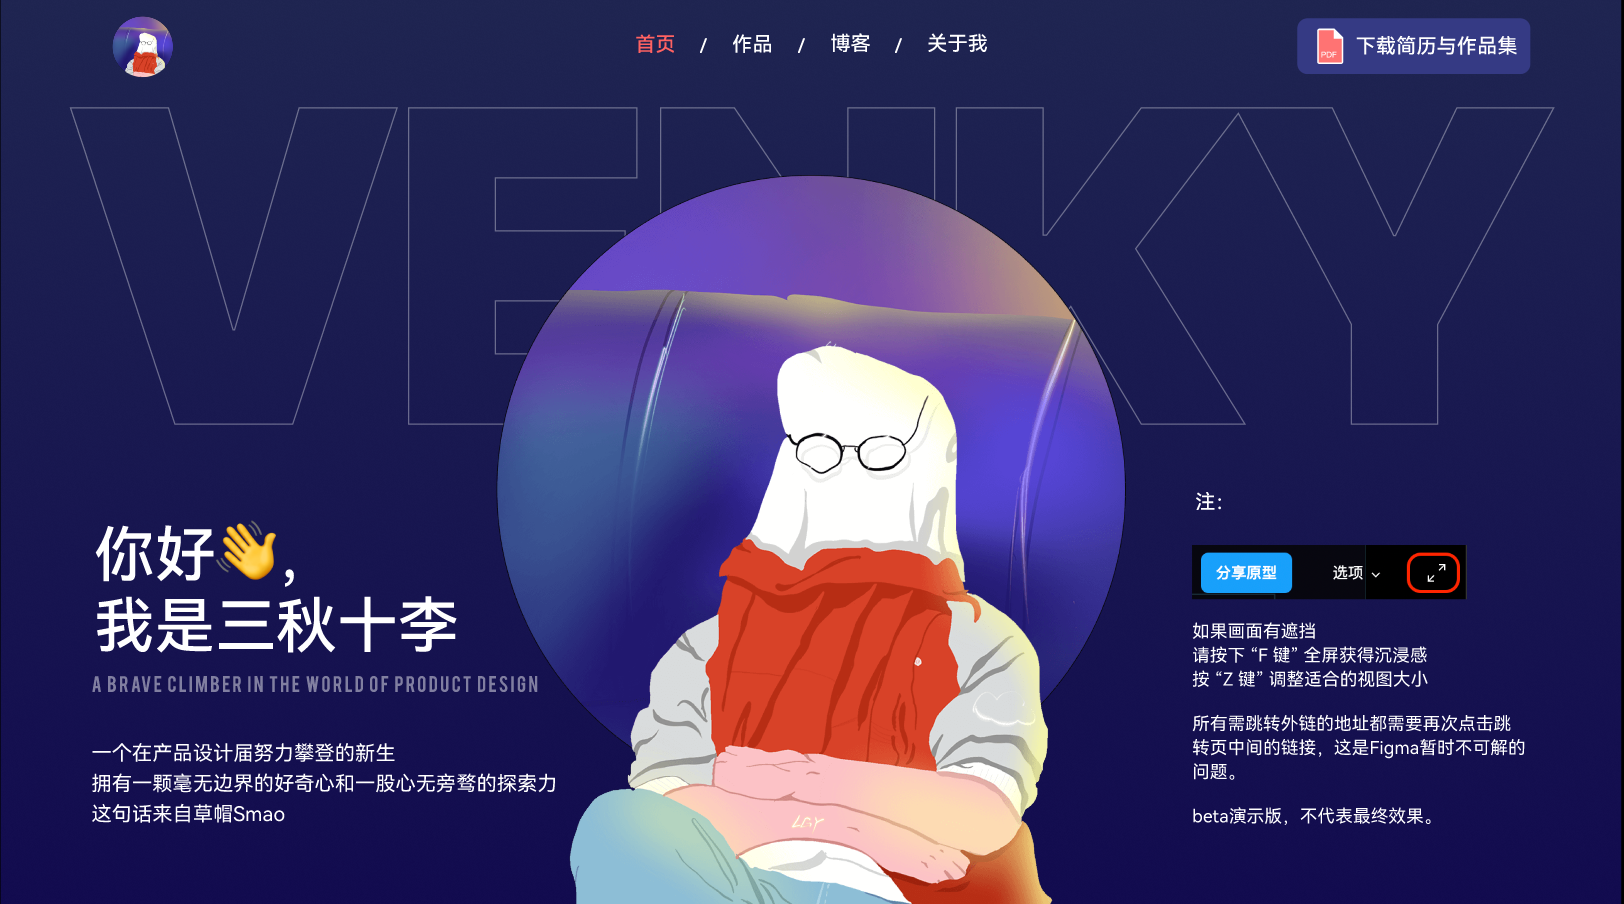 首页 / 作品 / 博客 / 关于我
PDF 下载简历与作品集
VENKY
你好👋,
我是三秋十李
A BRAVE CLIMBER IN THE WORLD OF PRODUCT DESIGN
一个在产品设计届努力攀登的新生
拥有一颗毫无边界的好奇心和一股心无旁骛的探索力
这句话来自草帽Smao
LGY
注：
分享原型 选项
如果画面有遮挡
请按下 “F 键” 全屏获得沉浸感
按 “Z 键” 调整适合的视图大小
所有需跳转外链的地址都需要再次点击跳
转页中间的链接，这是Figma暂时不可解的
问题。
beta演示版，不代表最终效果。